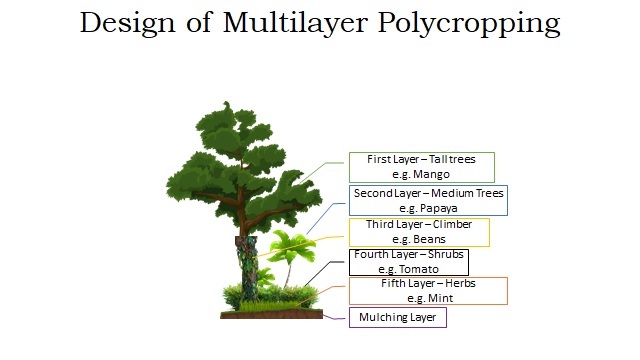 Design of Multilayer Polycropping
First Layer – Tall trees
e.g. Mango
Second Layer – Medium Trees
e.g. Papaya
Third Layer – Climber
e.g. Beans
Fourth Layer – Shrubs
e.g. Tomato
Fifth Layer – Herbs
e.g. Mint
Mulching Layer